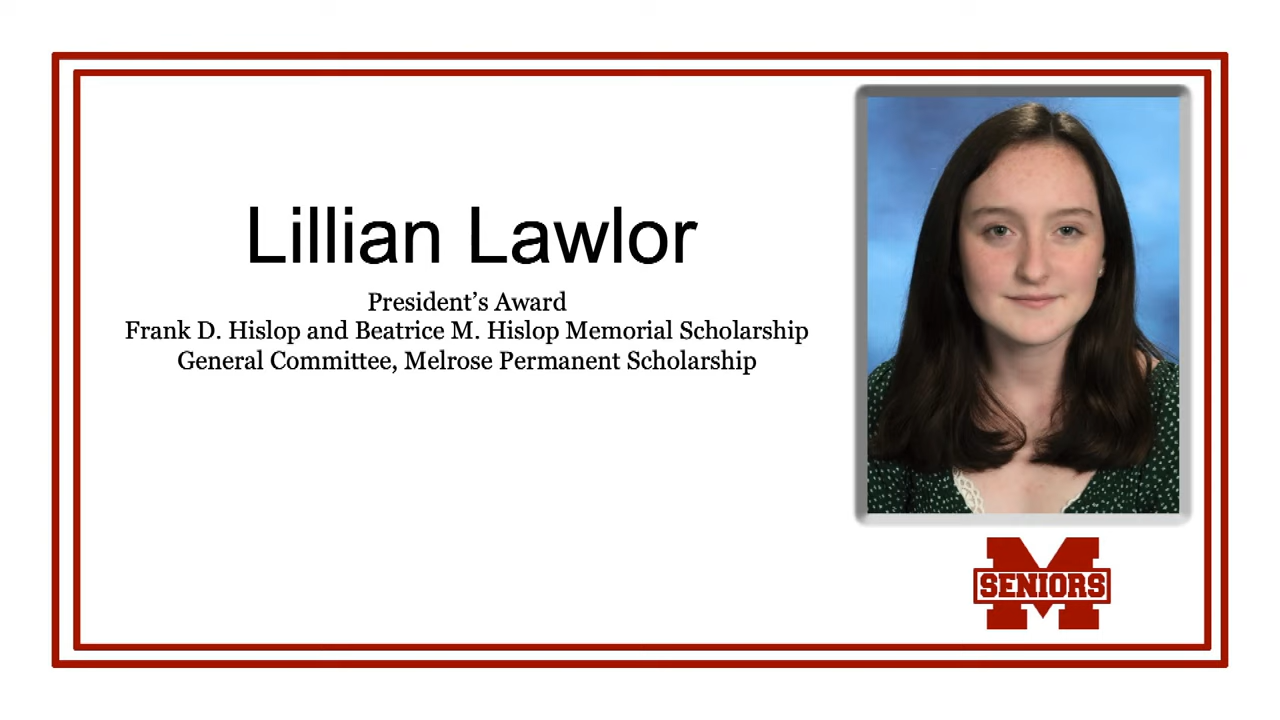 Lillian Lawlor
President’s Award
Frank D. Hislop and Beatrice M. Hislop Memorial Scholarship
General Committee, Melrose Permanent Scholarship
M
SENIORS